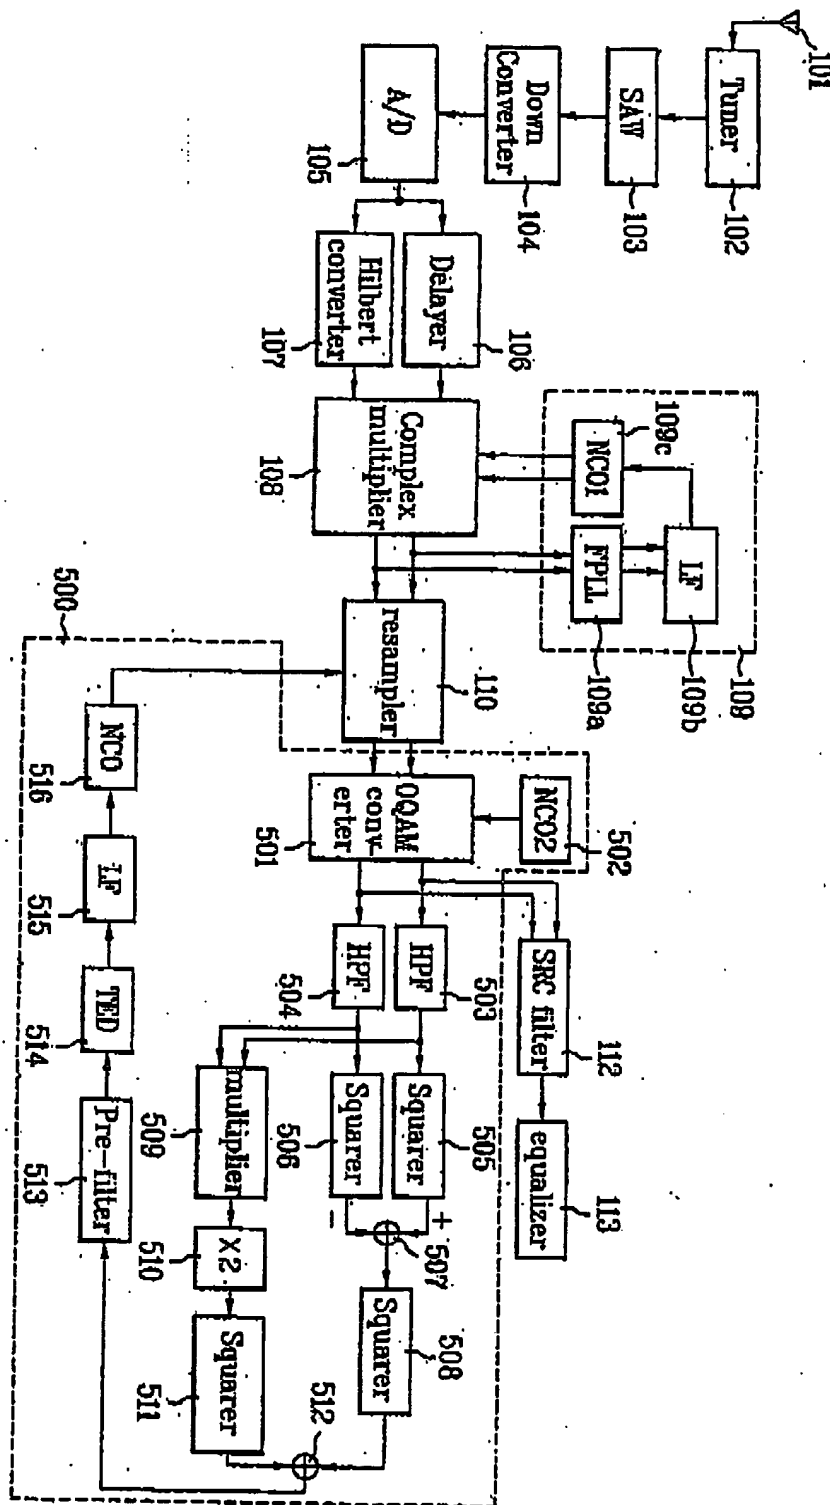 101
Tuner
102
SAW
103
Down
Converter
104
A/D
105
Delayer
106
Hilbert
converter
107
Complex
multiplier
108
109c
NCO1
FPLL
109a
LF
109b
109
resampler
110
500
NCO2
502
OQAM
conv-
erter
501
SRC filter
112
equalizer
113
HPF
503
HPF
504
Squarer
505
Squarer
506
+
-
507
Squarer
508
multiplier
509
X2
510
Squarer
511
512
Pre-filter
513
TED
514
LF
515
NCO
516